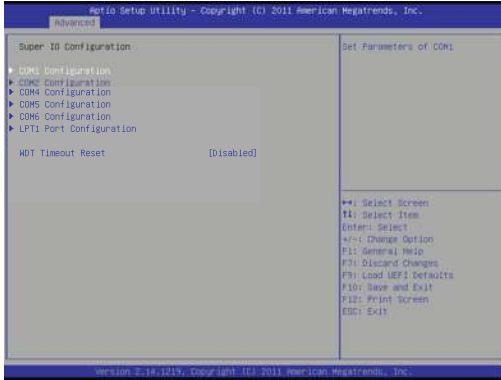 Aptio Setup Utility - Copyright (C) 2011 American Megatrends, Inc.
Advanced
Super IO Configuration
COM1 Configuration
COM2 Configuration
COM4 Configuration
COM5 Configuration
COM6 Configuration
LPT1 Port Configuration
WDT Timeout Reset [Disabled]
Set Parameters of COM1
→←: Select Screen
↑↓: Select Item
Enter: Select
+/-: Change Option
F1: General Help
F7: Discard Changes
F9: Load UEFI Defaults
F10: Save and Exit
F12: Print Screen
ESC: Exit
Version 2.14.1219. Copyright (C) 2011 American Megatrends, Inc.